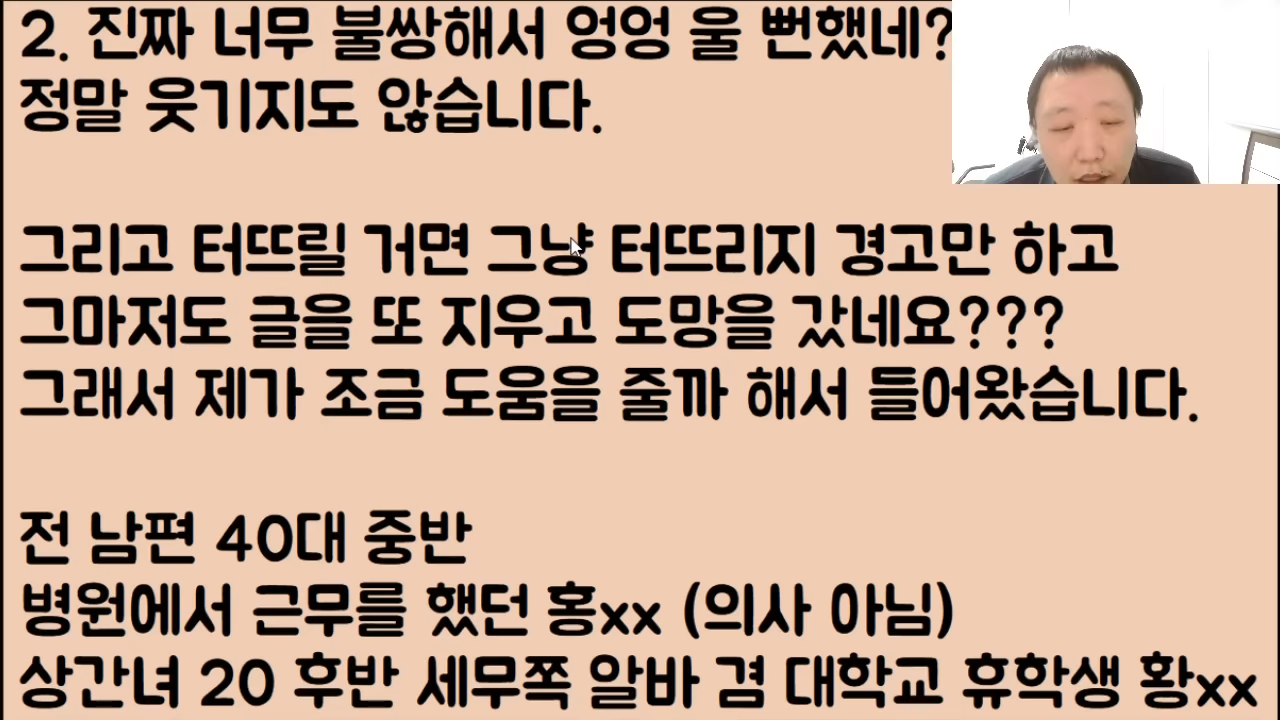 2. 진짜 너무 불쌍해서 엉엉 울 뻔했네?
정말 웃기지도 않습니다.
그리고 터뜨릴 거면 그냥 터뜨리지 경고만 하고
그마저도 글을 또 지우고 도망을 갔네요???
그래서 제가 조금 도움을 줄까 해서 들어왔습니다.
전 남편 40대 중반
병원에서 근무를 했던 홍xx (의사 아님)
상간녀 20 후반 세무쪽 알바 겸 대학교 휴학생 황xx